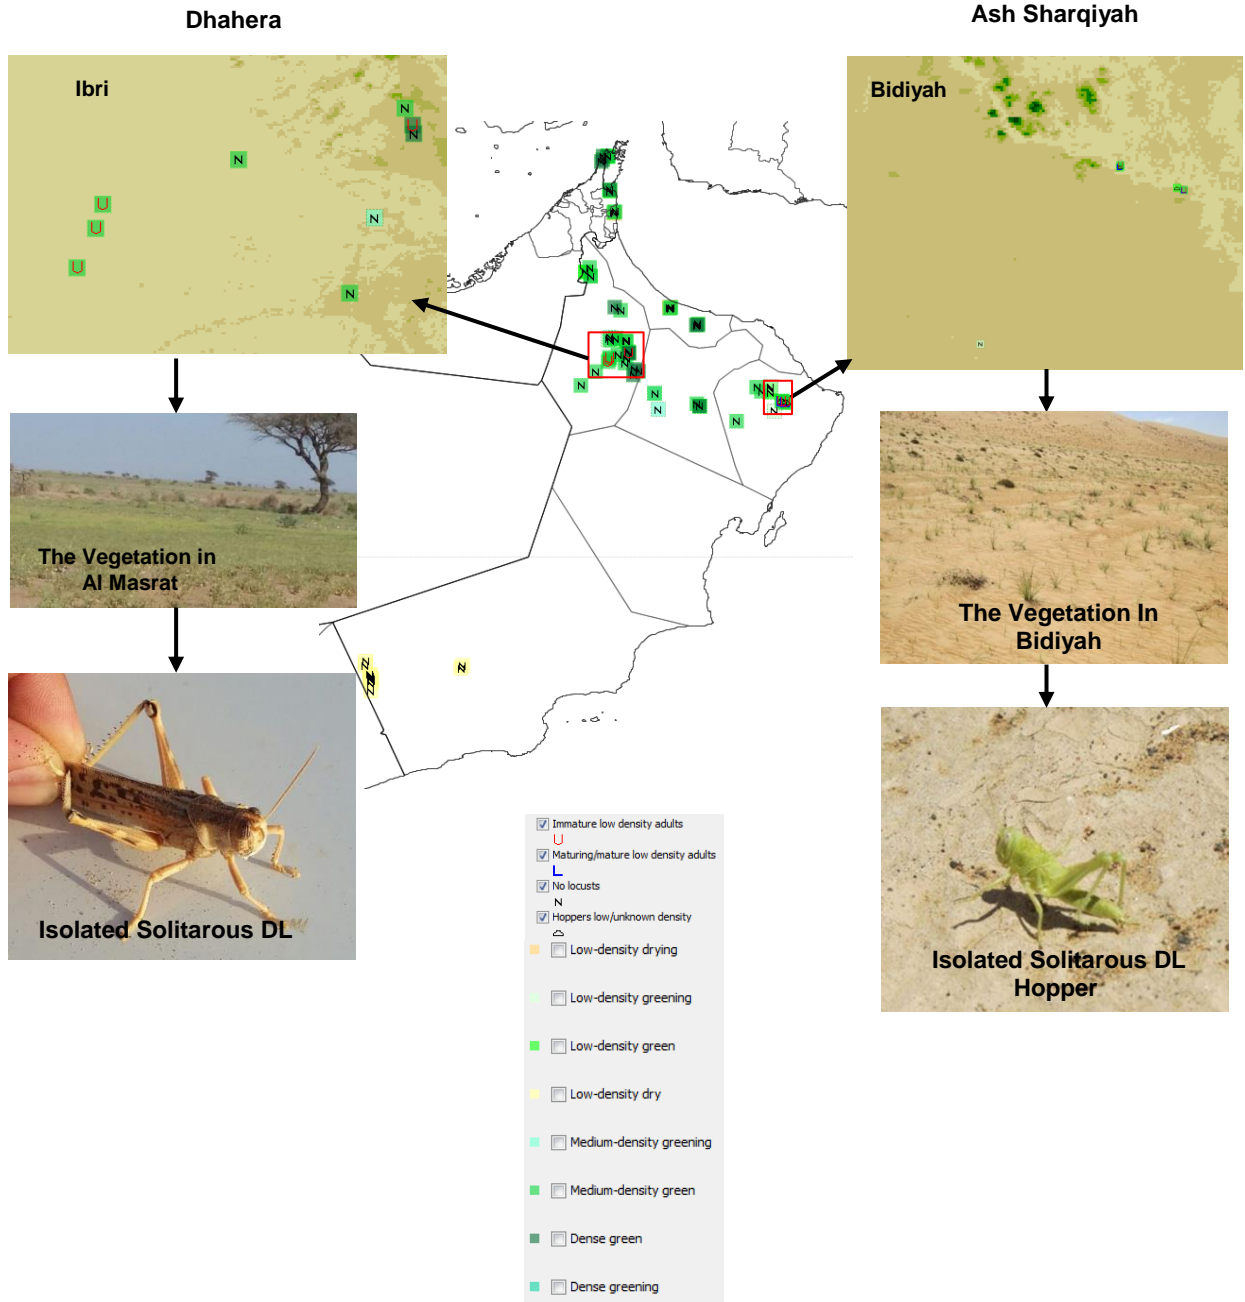 Dhahera
Ash Sharqiyah
Ibri
Bidiyah
The Vegetation in
Al Masrat
The Vegetation In
Bidiyah
Isolated Solitarous DL
Isolated Solitarous DL
Hopper
Immature low density adults
Maturing/mature low density adults
No locusts
N
Hoppers low/unknown density
Low-density drying
Low-density greening
Low-density green
Low-density dry
Medium-density greening
Medium-density green
Dense green
Dense greening